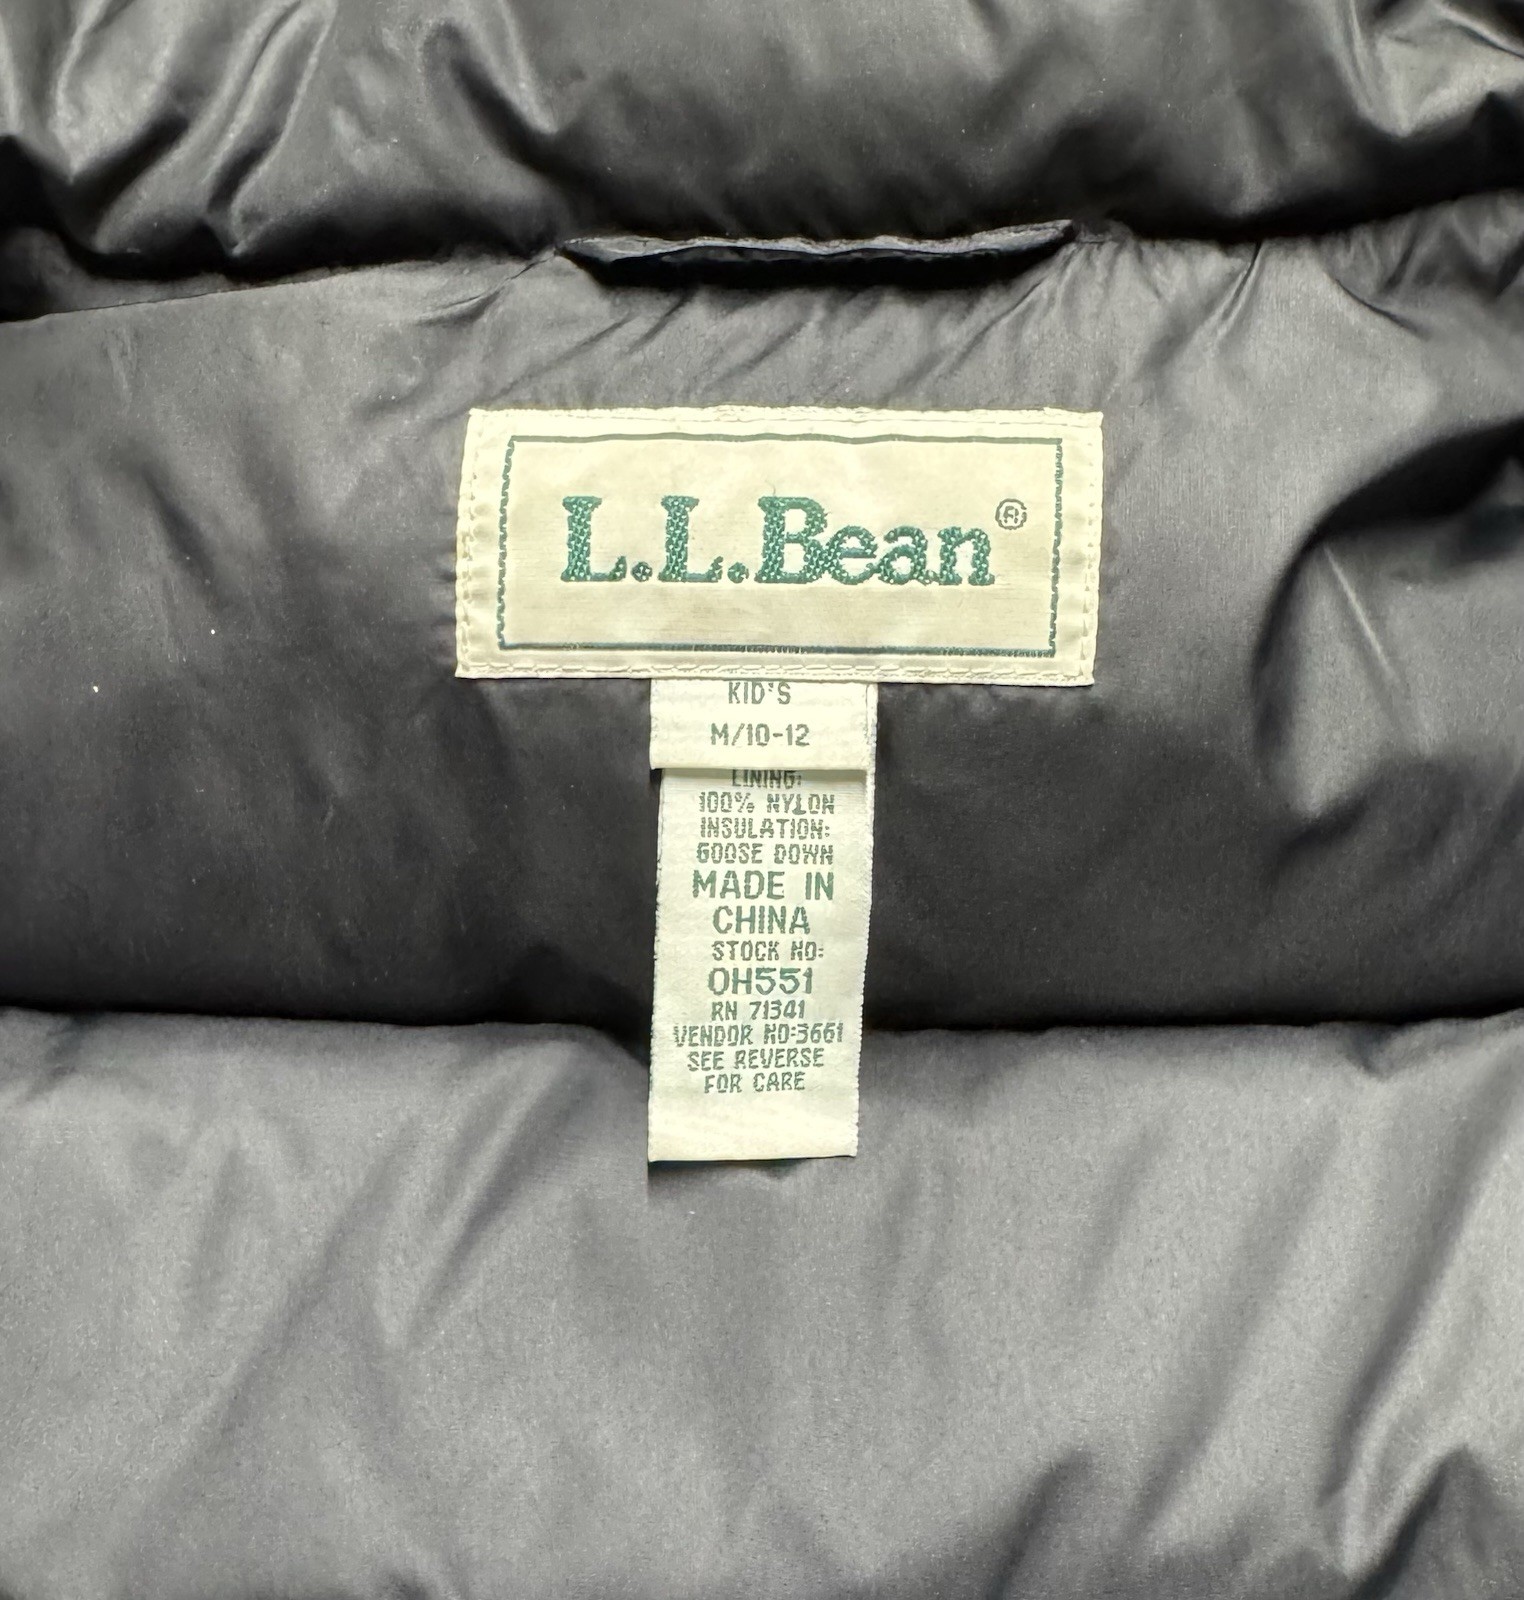 L.L.Bean®
KID'S
M/10-12
LINING:
100% NYLON
INSULATION:
GOOSE DOWN
MADE IN
CHINA
STOCK NO:
OH551
RN 71341
VENDOR NO:3661
SEE REVERSE
FOR CARE